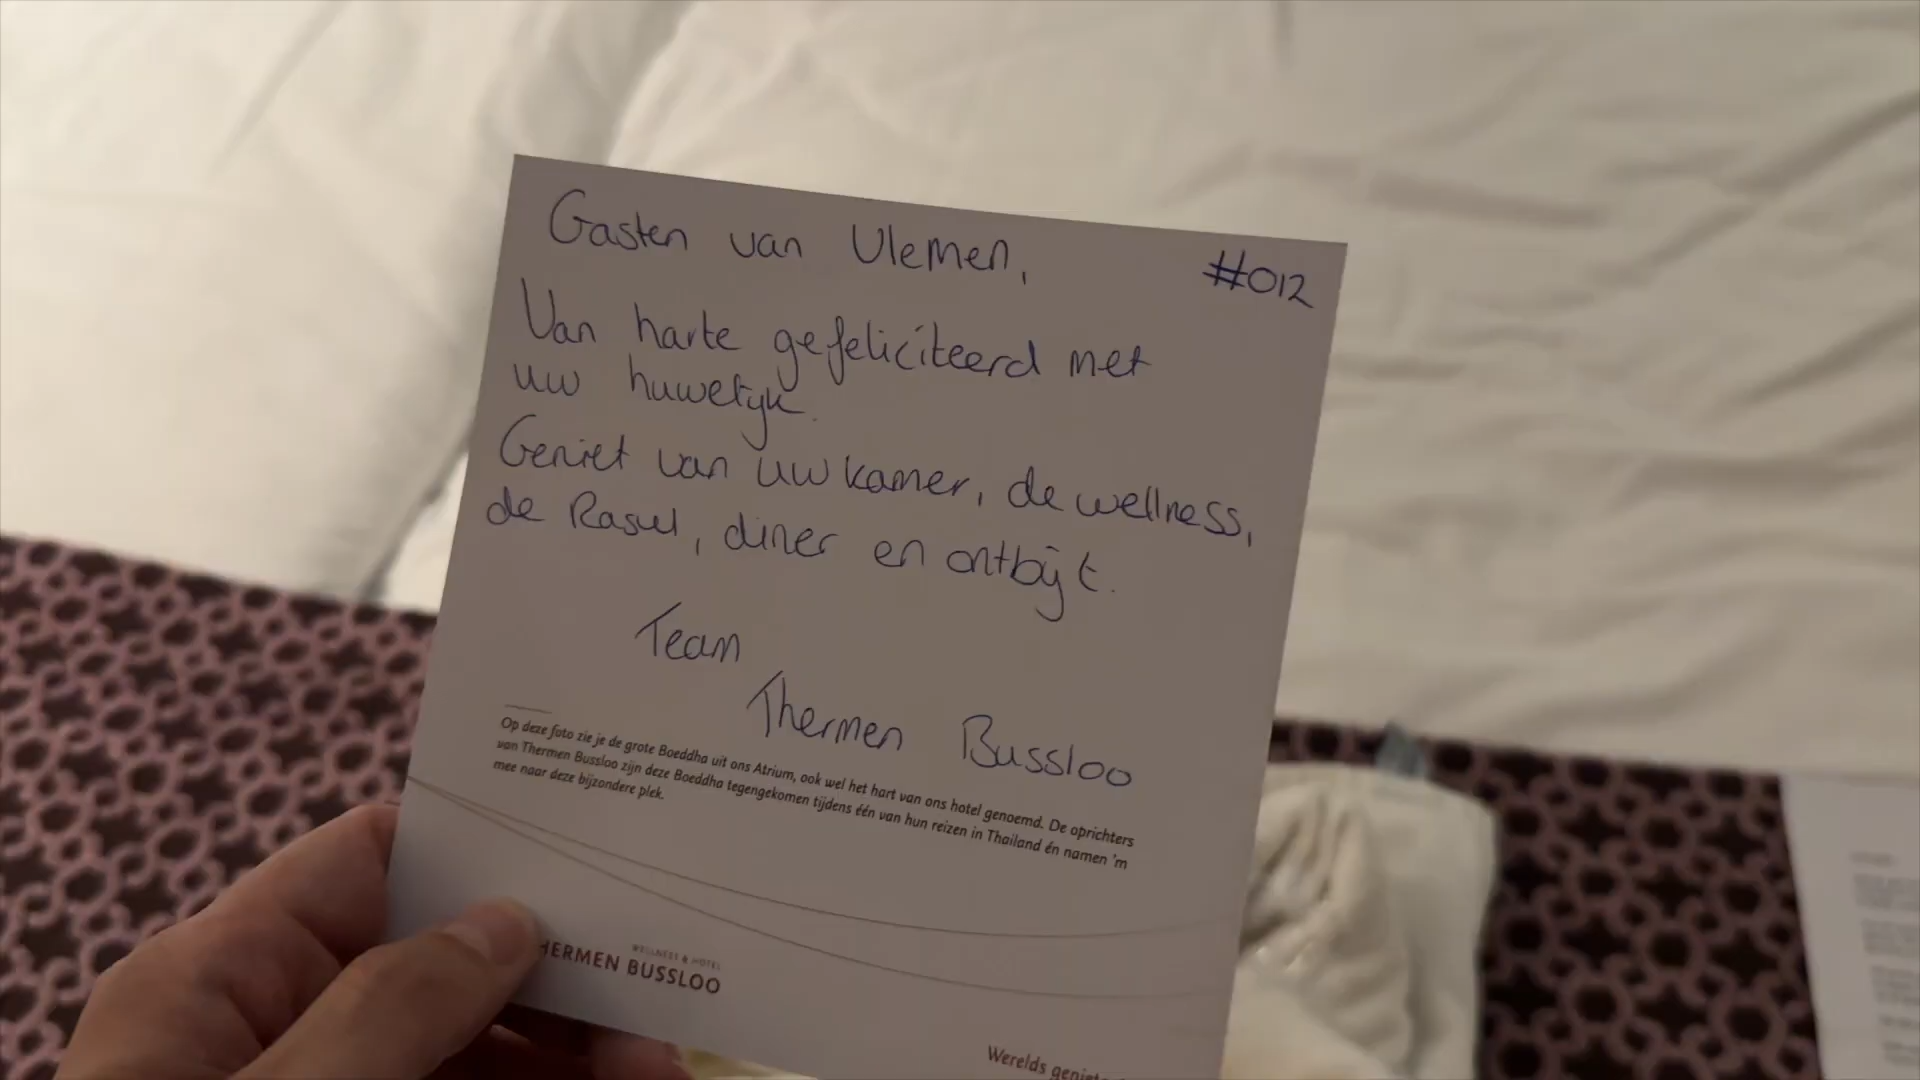 Gasten van Vlemen,
#012
Van harte gefeliciteerd met
uw huwelijk.
Geniet van uw kamer, de wellness,
de Rasul, diner en ontbijt.
Team
Thermen Bussloo
Op deze foto zie je de grote Boeddha uit ons Atrium, ook wel het hart van ons hotel genoemd. De oprichters
van Thermen Bussloo zijn deze Boeddha tegengekomen tijdens één van hun reizen in Thailand én namen 'm
mee naar deze bijzondere plek.
WELLNESS & HOTEL
HERMEN BUSSLOO
Werelds